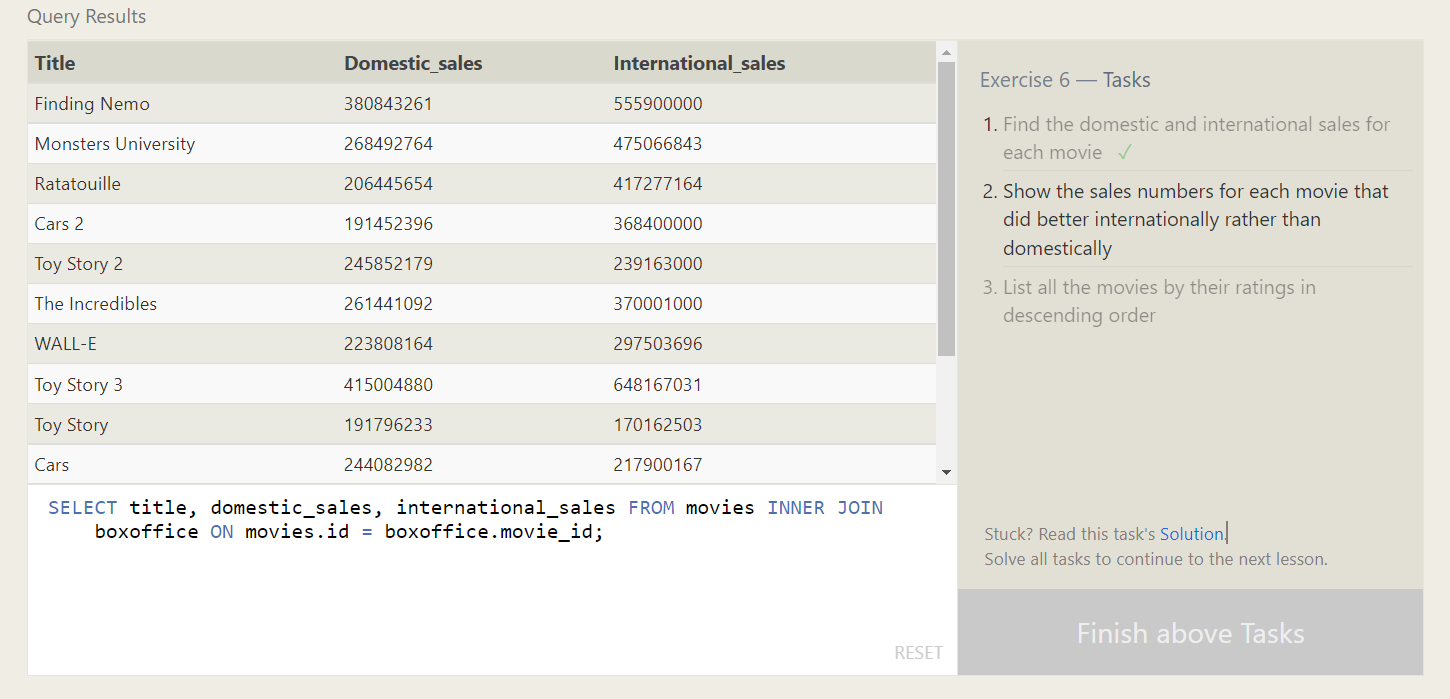 Query Results
Title Domestic_sales International_sales
Finding Nemo 380843261 555900000
Monsters University 268492764 475066843
Ratatouille 206445654 417277164
Cars 2 191452396 368400000
Toy Story 2 245852179 239163000
The Incredibles 261441092 370001000
WALL-E 223808164 297503696
Toy Story 3 415004880 648167031
Toy Story 191796233 170162503
Cars 244082982 217900167
SELECT title, domestic_sales, international_sales FROM movies INNER JOIN
boxoffice ON movies.id = boxoffice.movie_id;
RESET
Exercise 6 — Tasks
1. Find the domestic and international sales for
each movie ✓
2. Show the sales numbers for each movie that
did better internationally rather than
domestically
3. List all the movies by their ratings in
descending order
Stuck? Read this task's Solution.
Solve all tasks to continue to the next lesson.
Finish above Tasks